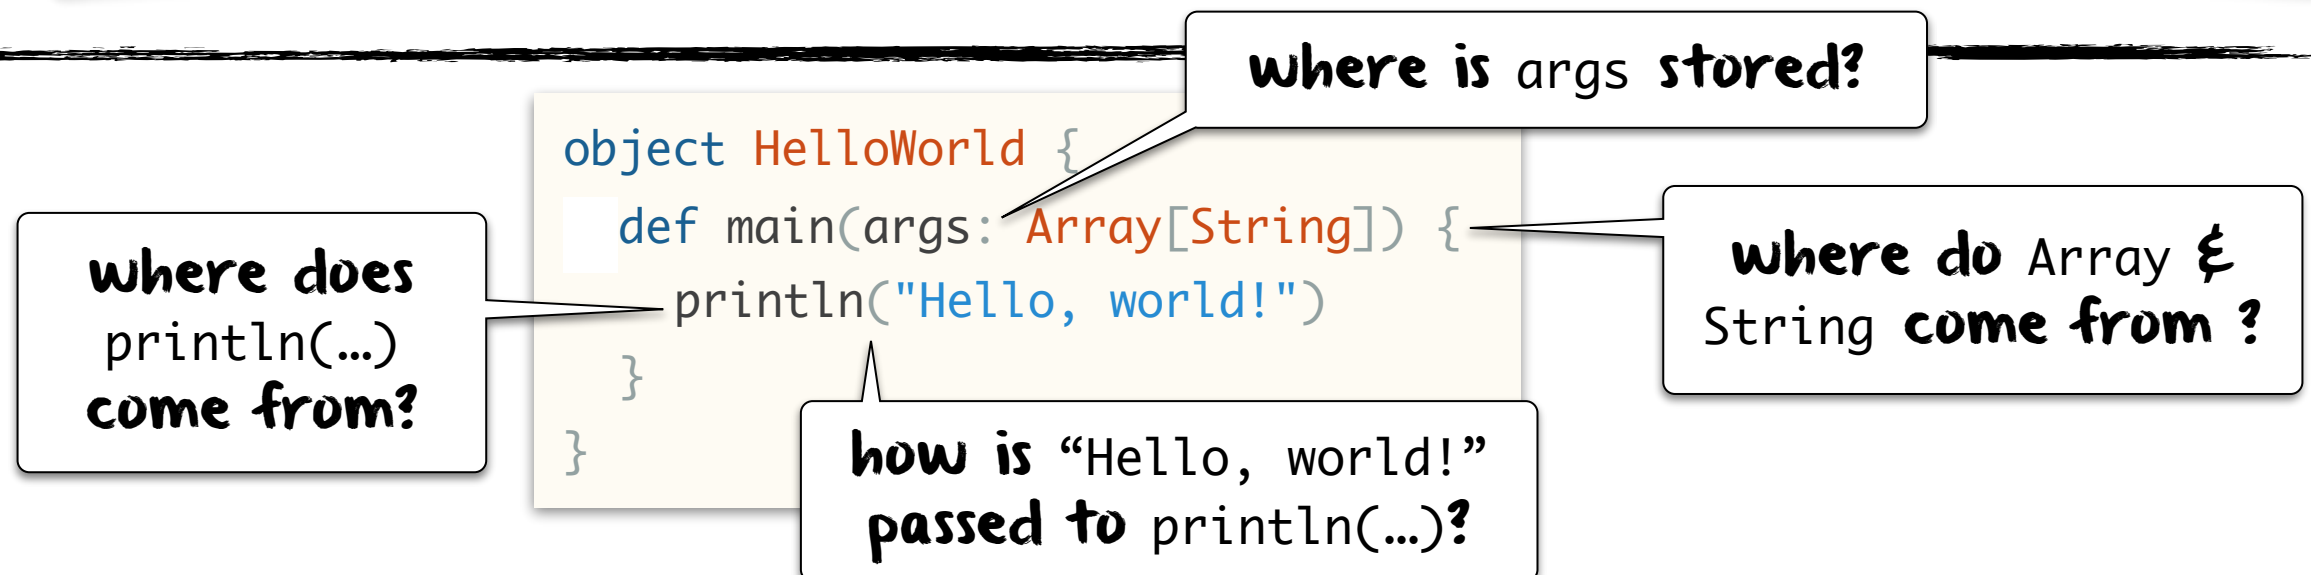 where is args stored?
object HelloWorld {
def main(args: Array[String]) {
println("Hello, world!")
}
}
where does
println(…)
come from?
where do Array &
String come from ?
how is “Hello, world!”
passed to println(…)?